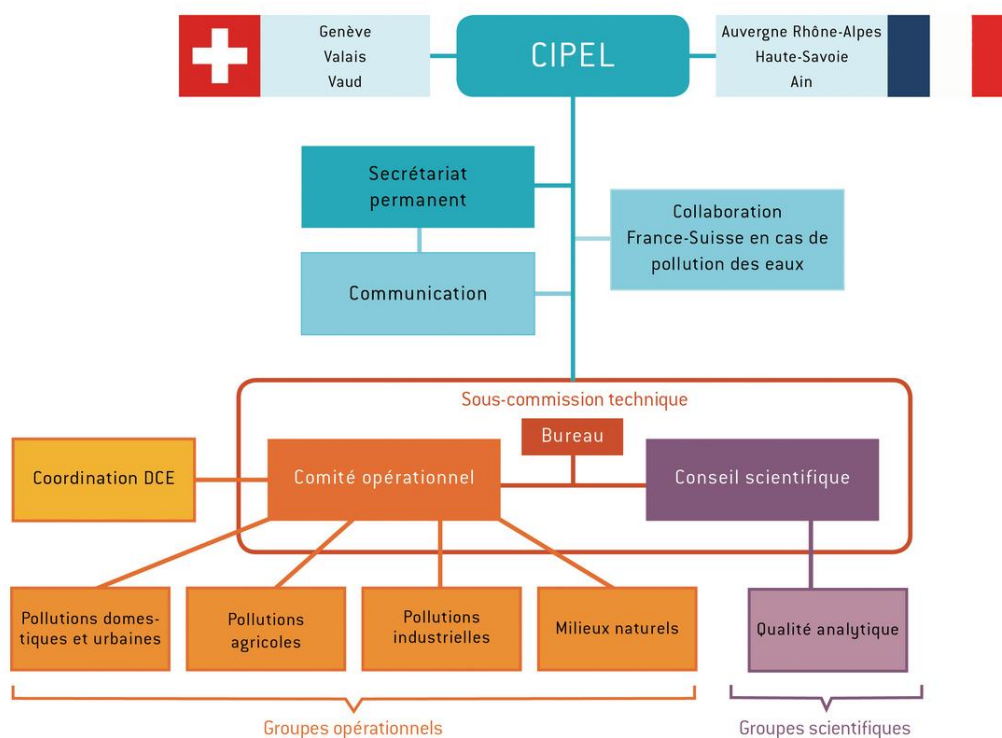 Genève
Valais
Vaud
CIPEL
Auvergne Rhône-Alpes
Haute-Savoie
Ain
Secrétariat
permanent
Collaboration
France-Suisse en cas de
pollution des eaux
Communication
Sous-commission technique
Bureau
Coordination DCE
Comité opérationnel
Conseil scientifique
Pollutions domes-
tiques et urbaines
Pollutions
agricoles
Pollutions
industrielles
Milieux naturels
Qualité analytique
Groupes opérationnels
Groupes scientifiques